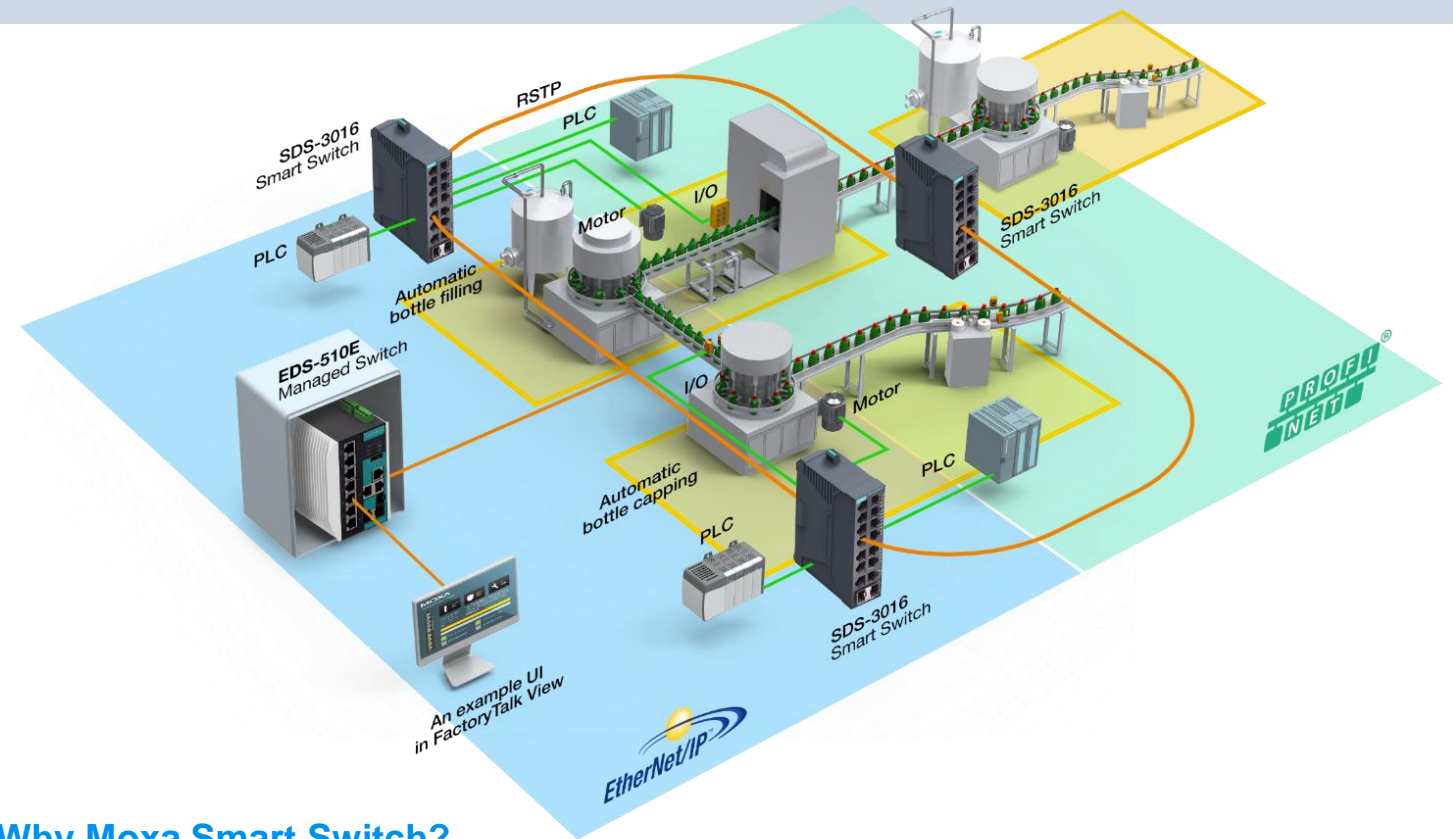 RSTP
PLC
SDS-3016
Smart Switch
I/O
Motor
PLC
SDS-3016
Smart Switch
Automatic
bottle filling
EDS-510E
Managed Switch
I/O
Motor
PROFI
NET
®
PLC
Automatic
bottle capping
PLC
MOXA
SDS-3016
Smart Switch
An example UI
in FactoryTalk View
EtherNet/IP™
Why Moxa Smart Switch?